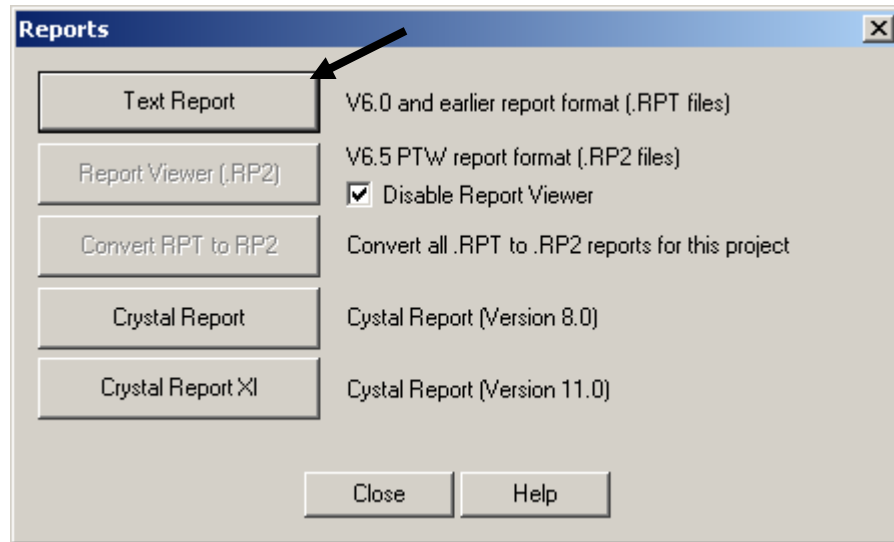 Reports
Text Report
V6.0 and earlier report format (.RPT files)
Report Viewer (.RP2)
V6.5 PTW report format (.RP2 files)
Disable Report Viewer
Convert RPT to RP2
Convert all .RPT to .RP2 reports for this project
Crystal Report
Cystal Report (Version 8.0)
Crystal Report XI
Cystal Report (Version 11.0)
Close
Help